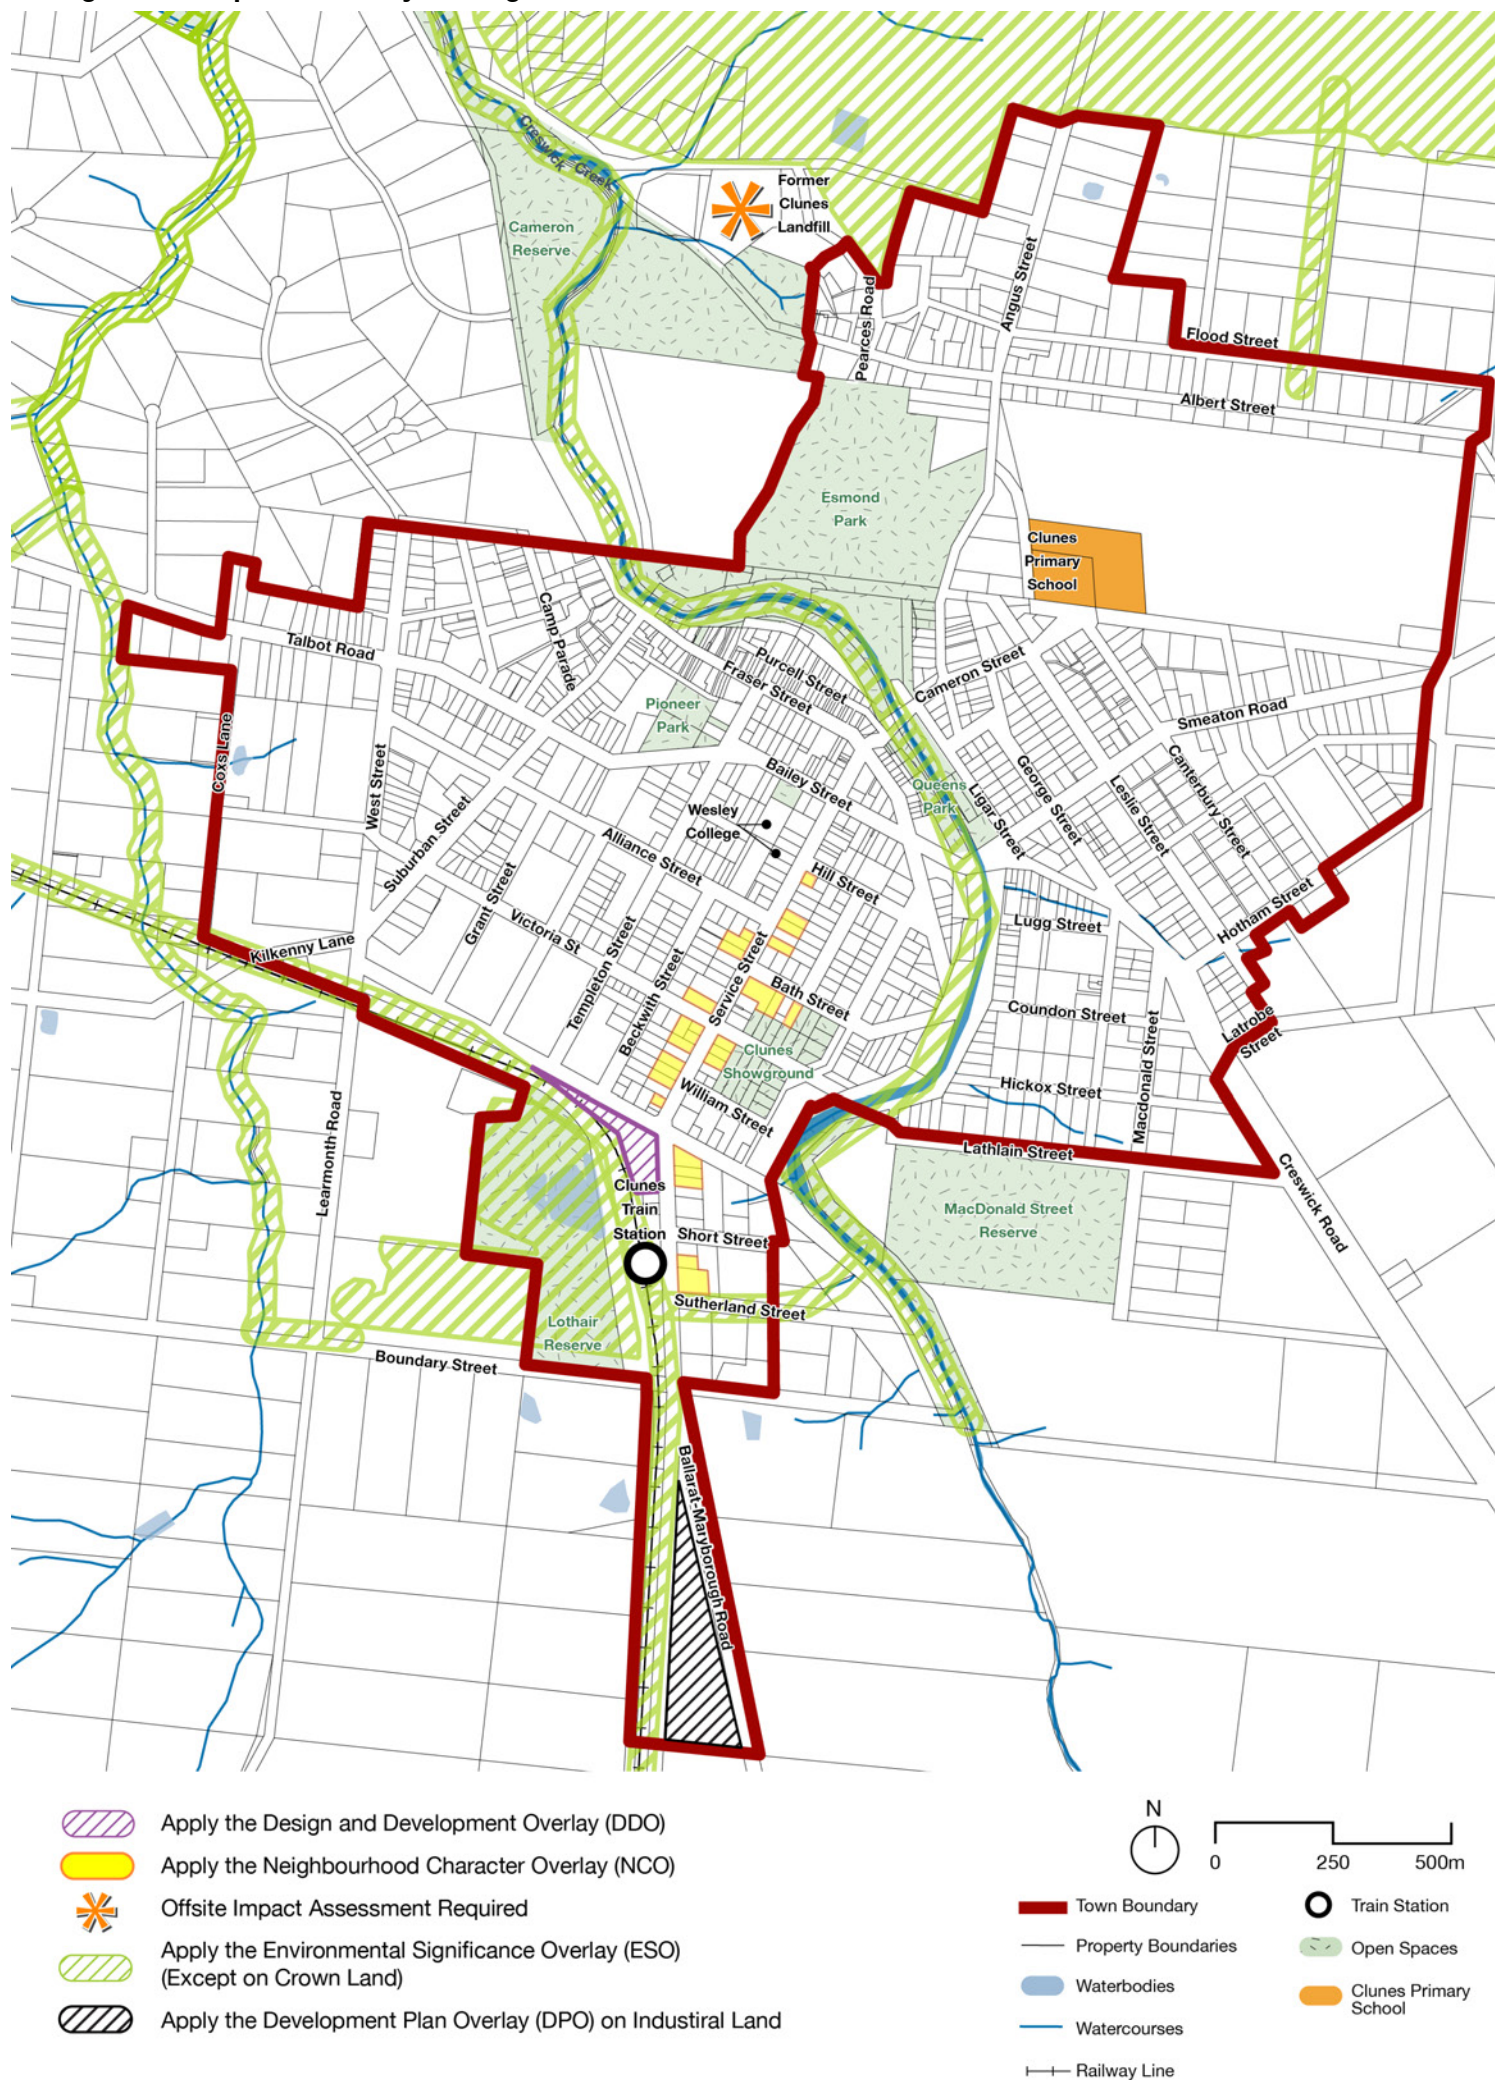 Creswick Creek
Former
Clunes
Landfill
Cameron
Reserve
Angus Street
Pearces Road
Flood Street
Albert Street
Esmond
Park
Clunes
Primary
School
Camp Parade
Talbot Road
Purcell Street
Fraser Street
Cameron Street
Pioneer
Park
Smeaton Road
Coxs Lane
West Street
Bailey Street
Queens
Park
Ligar Street
George Street
Leslie Street
Canterbury Street
Wesley
College
Suburban Street
Alliance Street
Hill Street
Grant Street
Victoria St
Lugg Street
Hotham Street
Kilkenny Lane
Templeton Street
Beckwith Street
Service Street
Bath Street
Coundon Street
Latrobe
Street
Clunes
Showground
Macdonald Street
Hickox Street
William Street
Learmonth Road
Lathlain Street
Creswick Road
Clunes
Train
Station
MacDonald Street
Reserve
Short Street
Sutherland Street
Lothair
Reserve
Boundary Street
Ballarat-Maryborough Road
Apply the Design and Development Overlay (DDO)
Apply the Neighbourhood Character Overlay (NCO)
Offsite Impact Assessment Required
Apply the Environmental Significance Overlay (ESO)
(Except on Crown Land)
Apply the Development Plan Overlay (DPO) on Industiral Land
N
0 250 500m
Town Boundary
Property Boundaries
Waterbodies
Watercourses
Railway Line
Train Station
Open Spaces
Clunes Primary
School